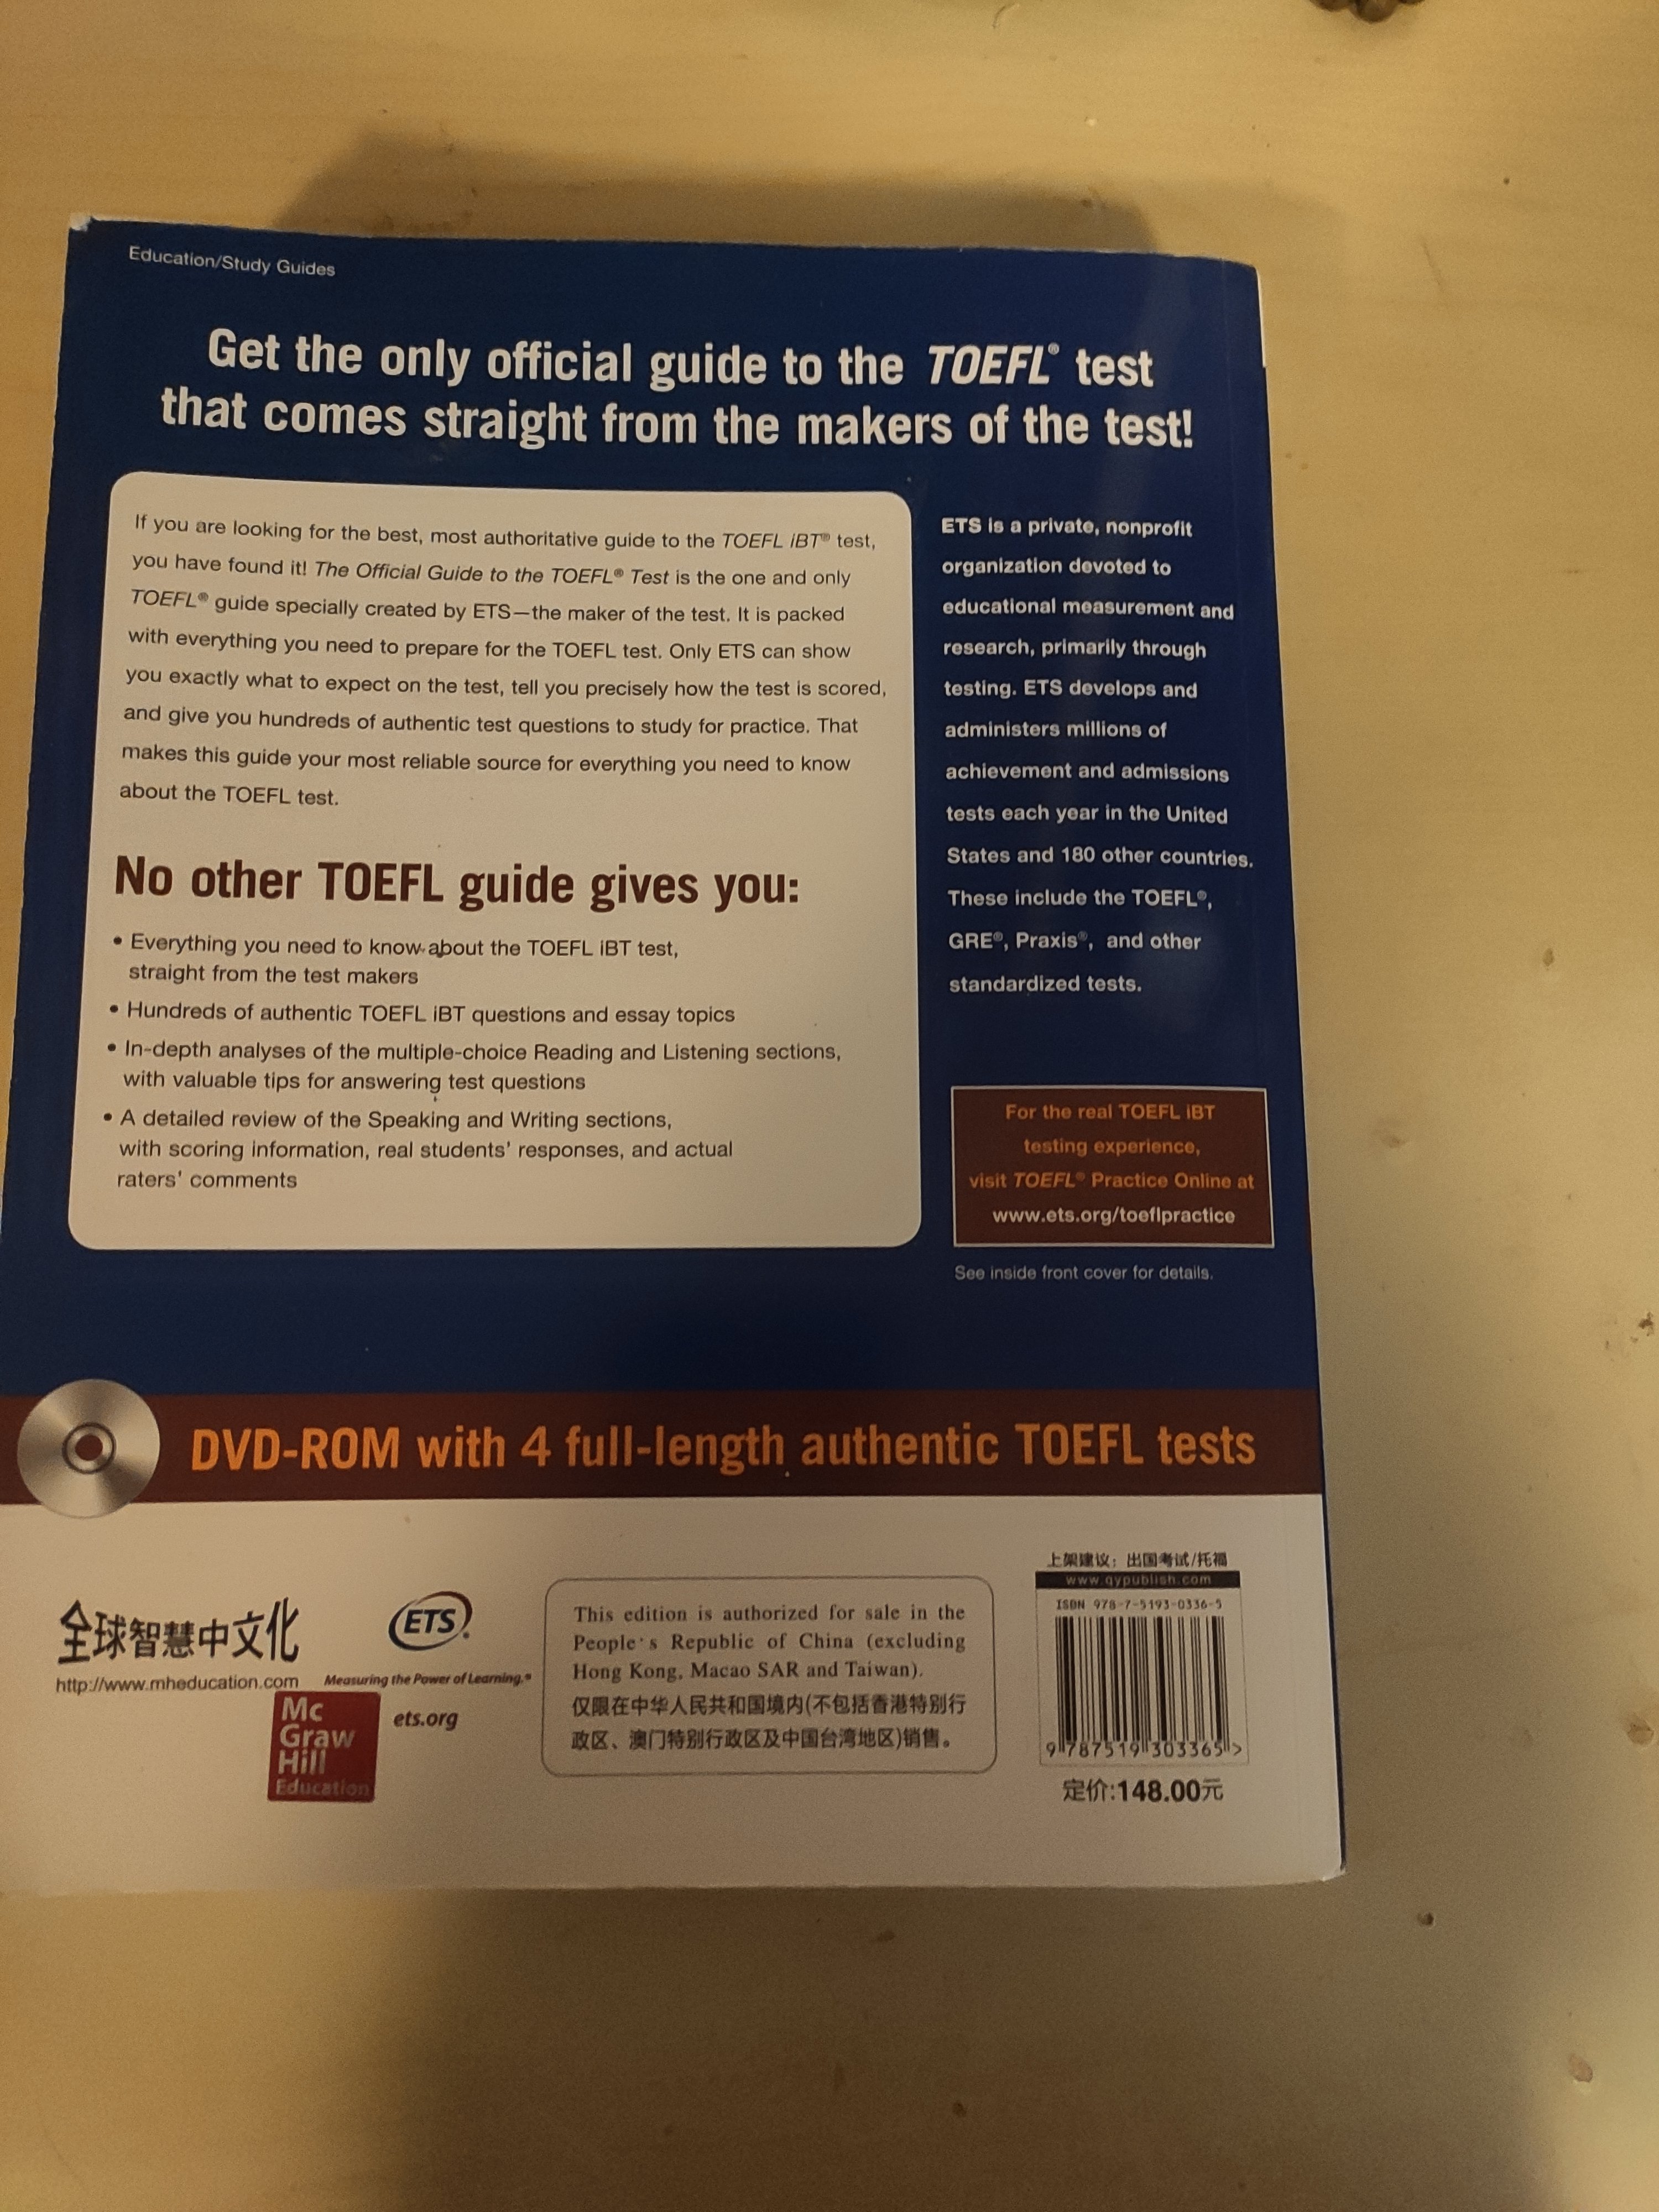 Education/Study Guides
Get the only official guide to the TOEFL® test
that comes straight from the makers of the test!
If you are looking for the best, most authoritative guide to the TOEFL iBT® test,
you have found it! The Official Guide to the TOEFL® Test is the one and only
TOEFL® guide specially created by ETS—the maker of the test. It is packed
with everything you need to prepare for the TOEFL test. Only ETS can show
you exactly what to expect on the test, tell you precisely how the test is scored,
and give you hundreds of authentic test questions to study for practice. That
makes this guide your most reliable source for everything you need to know
about the TOEFL test.
No other TOEFL guide gives you:
• Everything you need to know about the TOEFL iBT test,
straight from the test makers
• Hundreds of authentic TOEFL iBT questions and essay topics
• In-depth analyses of the multiple-choice Reading and Listening sections,
with valuable tips for answering test questions
• A detailed review of the Speaking and Writing sections,
with scoring information, real students' responses, and actual
raters' comments
ETS is a private, nonprofit
organization devoted to
educational measurement and
research, primarily through
testing. ETS develops and
administers millions of
achievement and admissions
tests each year in the United
States and 180 other countries.
These include the TOEFL®,
GRE®, Praxis®, and other
standardized tests.
For the real TOEFL iBT
testing experience,
visit TOEFL® Practice Online at
www.ets.org/toeflpractice
See inside front cover for details.
DVD-ROM with 4 full-length authentic TOEFL tests
全球智慧中文化
http://www.mheducation.com
Mc
Graw
Hill
Education
ETS®
Measuring the Power of Learning.®
ets.org
This edition is authorized for sale in the
People's Republic of China (excluding
Hong Kong, Macao SAR and Taiwan).
仅限在中华人民共和国境内(不包括香港特别行
政区、澳门特别行政区及中国台湾地区)销售。
上架建议：出国考试/托福
www.qypublish.com
ISBN 978-7-5193-0336-5
9 787519 303365 >
定价:148.00元